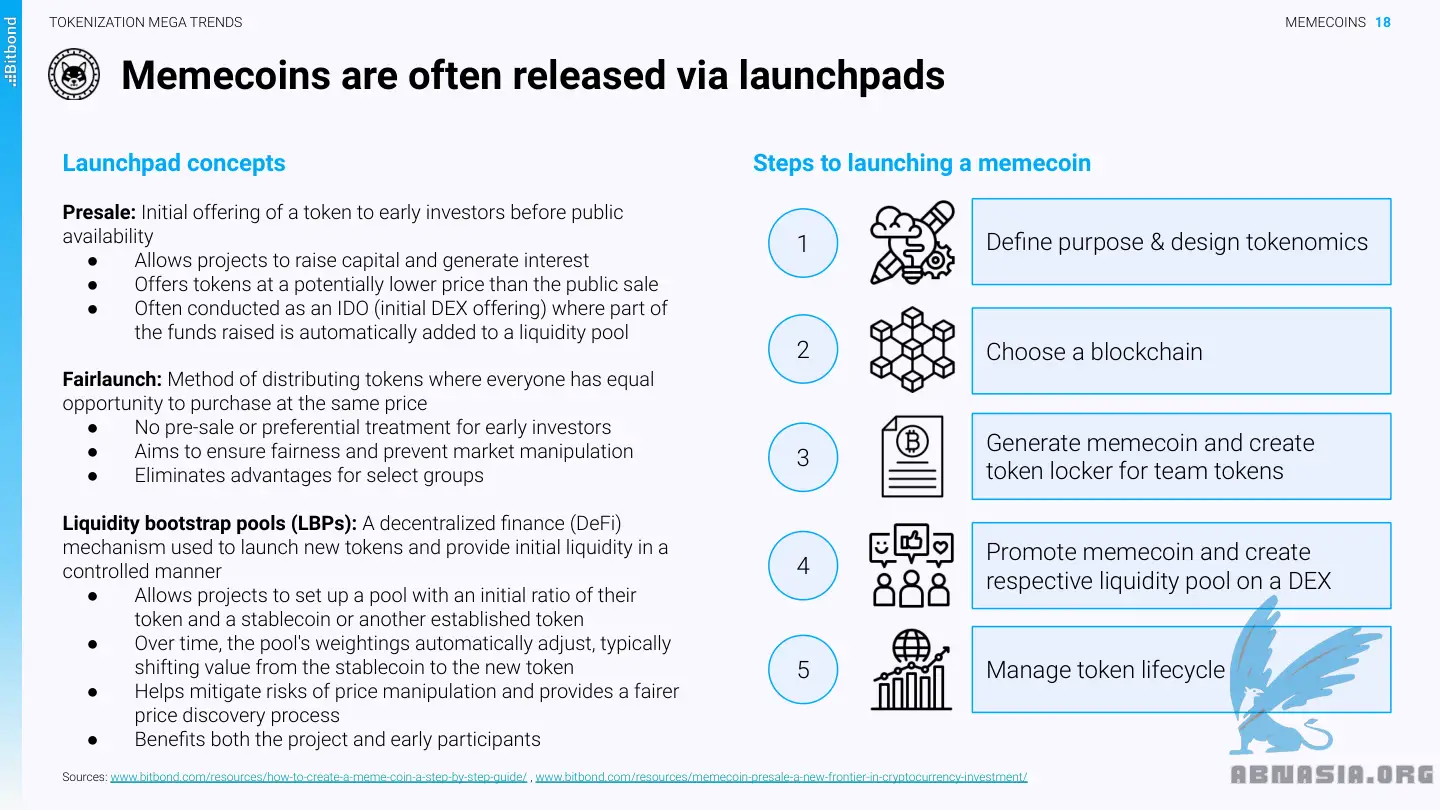 TOKENIZATION MEGA TRENDS
MEMECOINS 18
Bitbond
Memecoins are often released via launchpads
Launchpad concepts
Presale: Initial offering of a token to early investors before public
availability
● Allows projects to raise capital and generate interest
● Offers tokens at a potentially lower price than the public sale
● Often conducted as an IDO (initial DEX offering) where part of
the funds raised is automatically added to a liquidity pool
Fairlaunch: Method of distributing tokens where everyone has equal
opportunity to purchase at the same price
● No pre-sale or preferential treatment for early investors
● Aims to ensure fairness and prevent market manipulation
● Eliminates advantages for select groups
Liquidity bootstrap pools (LBPs): A decentralized finance (DeFi)
mechanism used to launch new tokens and provide initial liquidity in a
controlled manner
● Allows projects to set up a pool with an initial ratio of their
token and a stablecoin or another established token
● Over time, the pool's weightings automatically adjust, typically
shifting value from the stablecoin to the new token
● Helps mitigate risks of price manipulation and provides a fairer
price discovery process
● Benefits both the project and early participants
Steps to launching a memecoin
1
Define purpose & design tokenomics
2
Choose a blockchain
3
Generate memecoin and create
token locker for team tokens
4
Promote memecoin and create
respective liquidity pool on a DEX
5
Manage token lifecycle
Sources: www.bitbond.com/resources/how-to-create-a-meme-coin-a-step-by-step-guide/ , www.bitbond.com/resources/memecoin-presale-a-new-frontier-in-cryptocurrency-investment/
ABNASIA.ORG